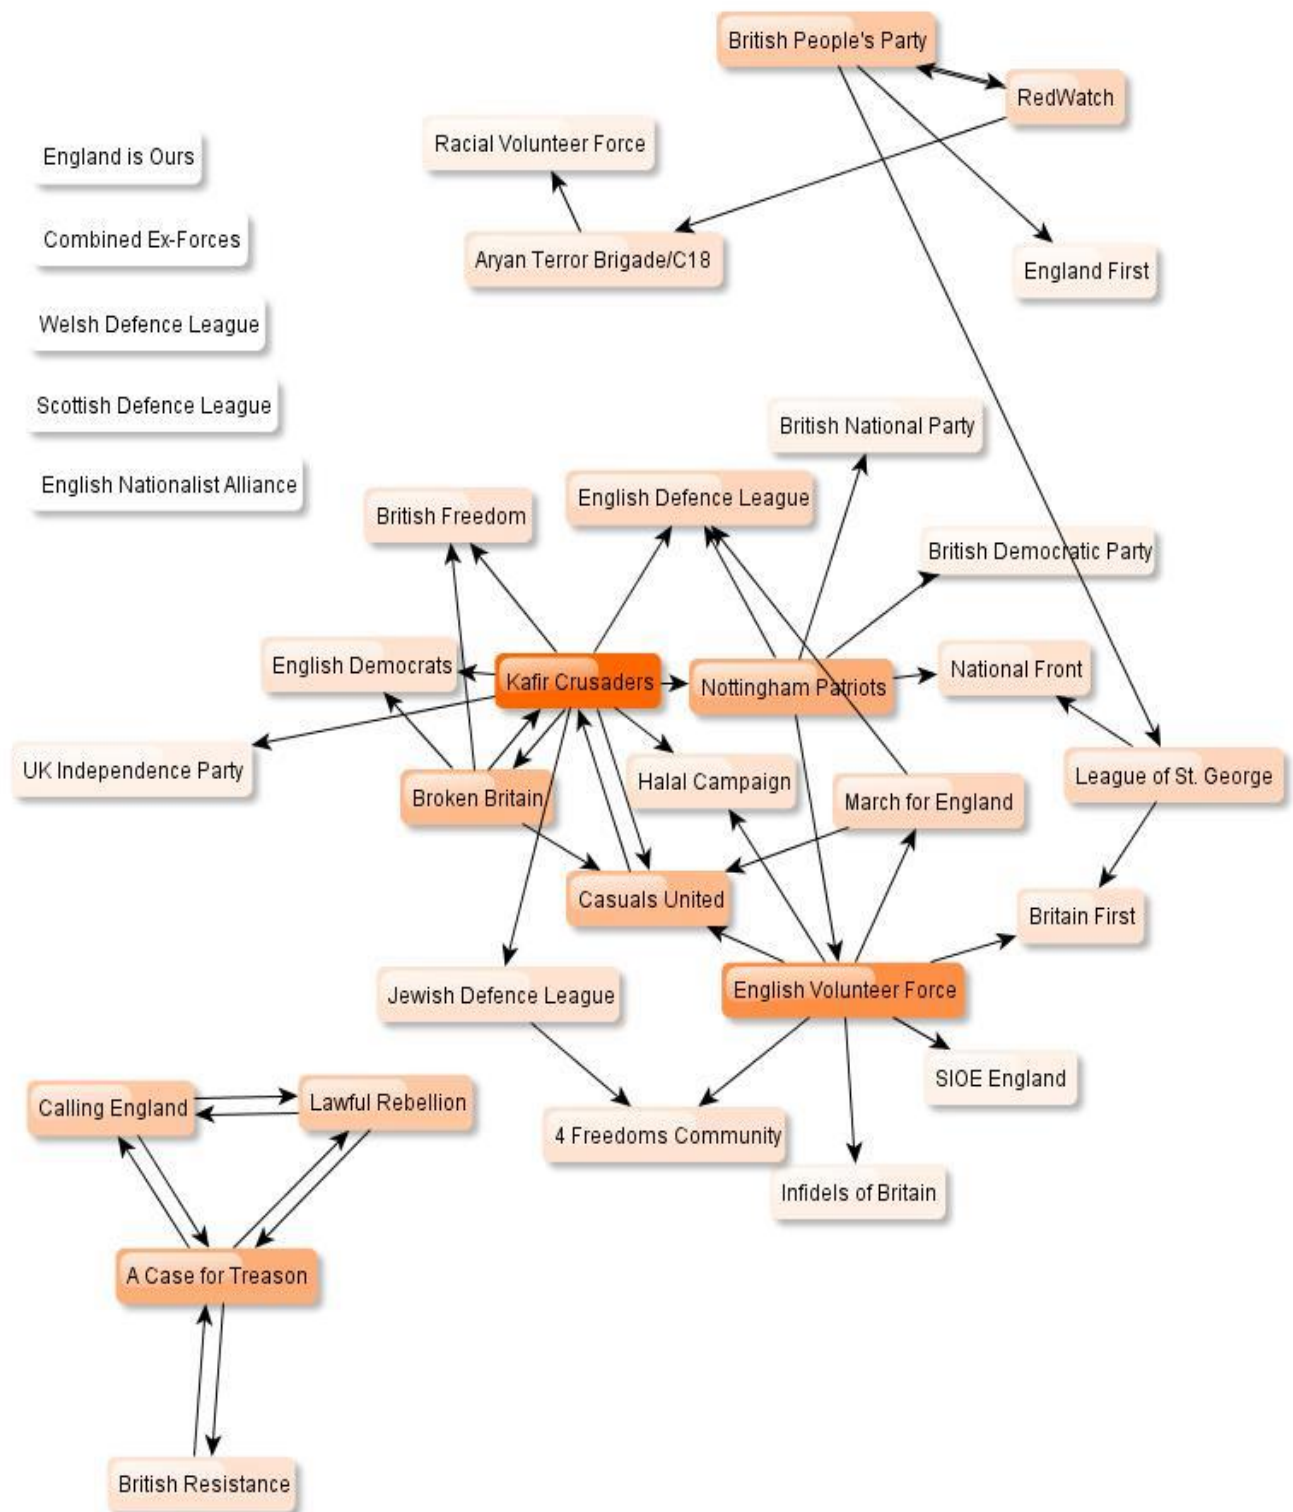 British People's Party
RedWatch
Racial Volunteer Force
England is Ours
Combined Ex-Forces
Aryan Terror Brigade/C18
England First
Welsh Defence League
Scottish Defence League
British National Party
English Nationalist Alliance
English Defence League
British Freedom
British Democratic Party
English Democrats
Kafir Crusaders
Nottingham Patriots
National Front
UK Independence Party
Broken Britain
Halal Campaign
March for England
League of St. George
Casuals United
Britain First
Jewish Defence League
English Volunteer Force
SIOE England
Calling England
Lawful Rebellion
4 Freedoms Community
Infidels of Britain
A Case for Treason
British Resistance